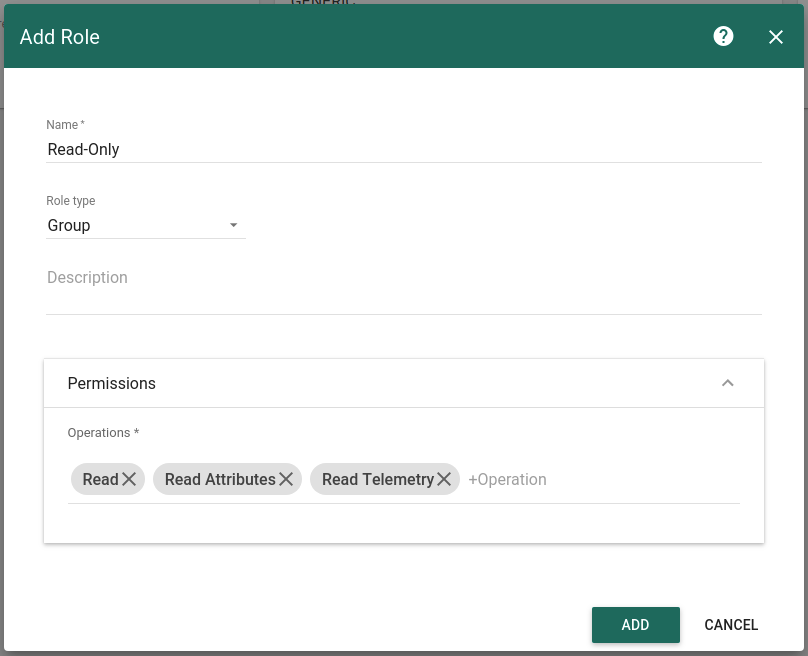 GENERIC
Add Role
Name *
Read-Only
Role type
Group
Description
Permissions
Operations *
Read Read Attributes Read Telemetry +Operation
ADD CANCEL